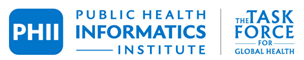 PHII
PUBLIC HEALTH
INFORMATICS
INSTITUTE
THE TASK
FORCE
FOR
GLOBAL HEALTH